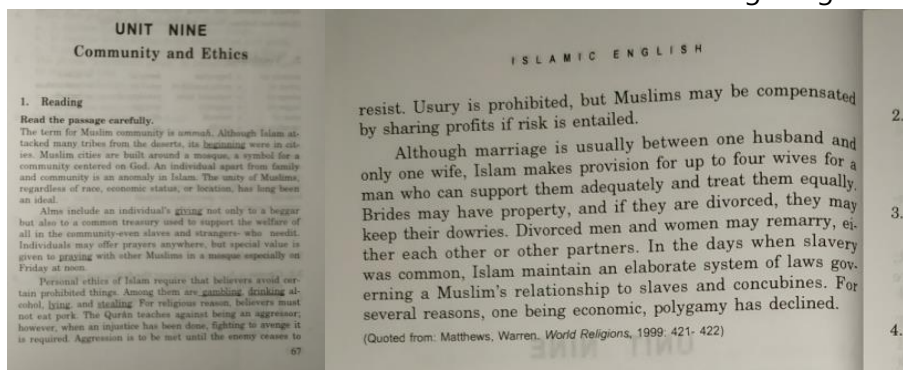 UNIT NINE
Community and Ethics
1. Reading
Read the passage carefully.
The term for Muslim community is ummah. Although Islam at-
tacked many tribes from the deserts, its beginning were in cit-
ies. Muslim cities are built around a mosque, a symbol for a
community centered on God. An individual apart from family
and community is an anomaly in Islam. The unity of Muslims,
regardless of race, economic status, or location, has long been
an ideal.
Alms include an individual's giving not only to a beggar
but also to a common treasury used to support the welfare of
all in the community-even slaves and strangers- who needit.
Individuals may offer prayers anywhere, but special value is
given to praying with other Muslims in a mosque especially on
Friday at noon.
Personal ethics of Islam require that believers avoid cer-
tain prohibited things. Among them are gambling, drinking al-
cohol, lying, and stealing. For religious reason, believers must
not eat pork. The Qurán teaches against being an aggressor;
however, when an injustice has been done, fighting to avenge it
is required. Aggression is to be met until the enemy ceases to
67
ISLAMIC ENGLISH
resist. Usury is prohibited, but Muslims may be compensated
by sharing profits if risk is entailed.
Although marriage is usually between one husband and
only one wife, Islam makes provision for up to four wives for a
man who can support them adequately and treat them equally.
Brides may have property, and if they are divorced, they may
keep their dowries. Divorced men and women may remarry, ei-
ther each other or other partners. In the days when slavery
was common, Islam maintain an elaborate system of laws gov-
erning a Muslim's relationship to slaves and concubines. For
several reasons, one being economic, polygamy has declined.
(Quoted from: Matthews, Warren. World Religions, 1999: 421- 422)
2.
3.
4.